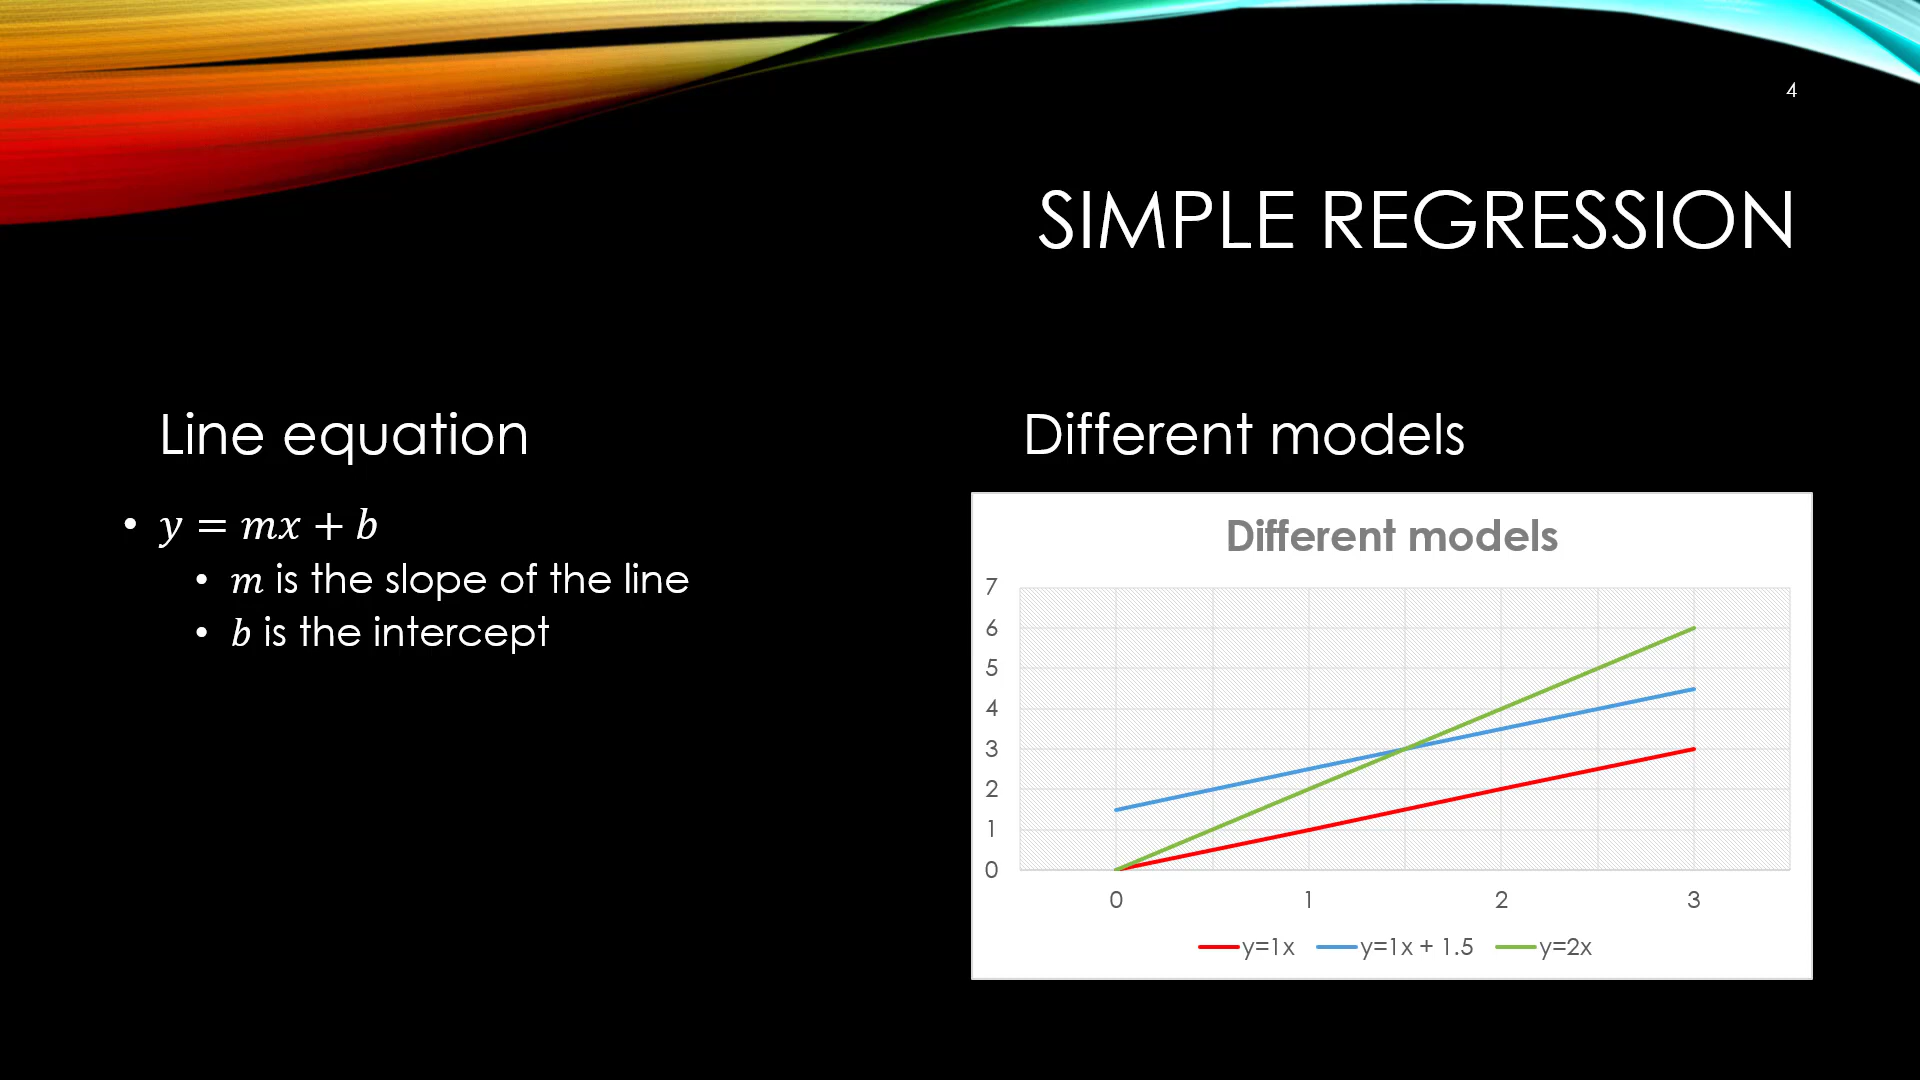 4
SIMPLE REGRESSION
Line equation
• y = mx + b
• m is the slope of the line
• b is the intercept
Different models
Different models
7
6
5
4
3
2
1
0
0 1 2 3
y=1x y=1x + 1.5 y=2x